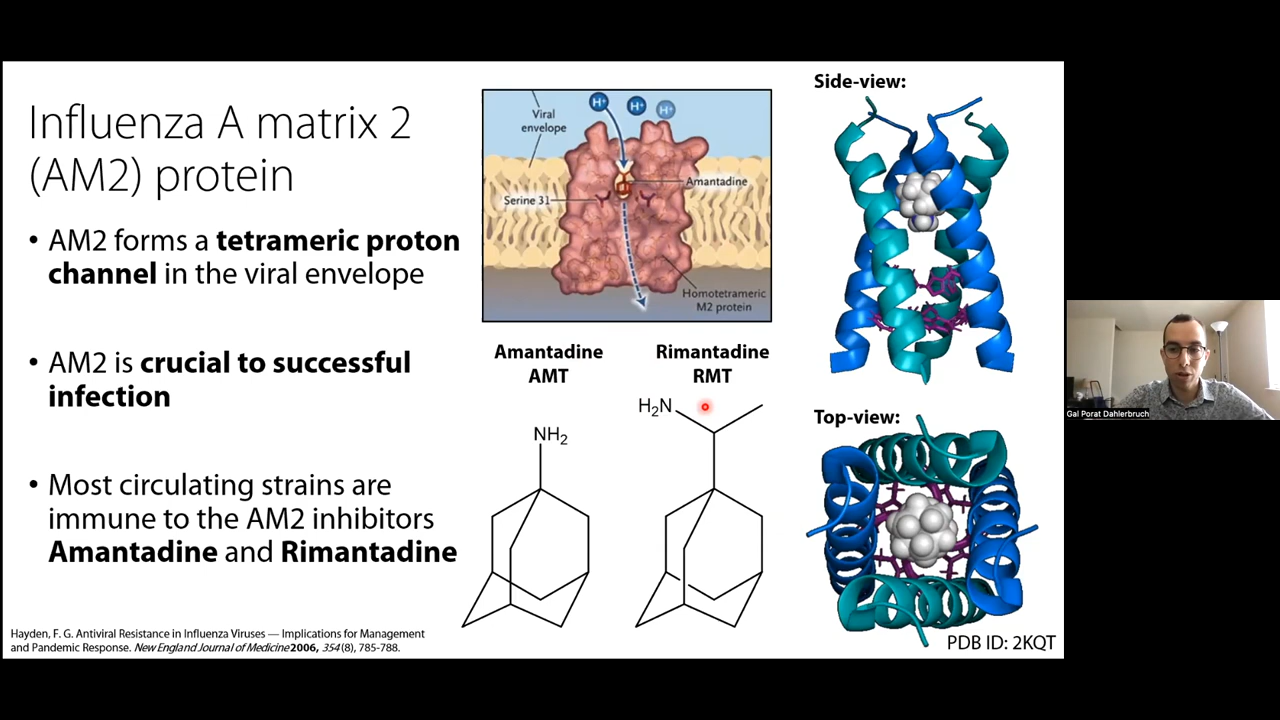 Influenza A matrix 2
(AM2) protein
• AM2 forms a tetrameric proton
channel in the viral envelope
• AM2 is crucial to successful
infection
• Most circulating strains are
immune to the AM2 inhibitors
Amantadine and Rimantadine
Hayden, F. G. Antiviral Resistance in Influenza Viruses — Implications for Management
and Pandemic Response. New England Journal of Medicine 2006, 354 (8), 785-788.
H+
H+
H+
Viral
envelope
Amantadine
Serine 31
Homotetrameric
M2 protein
Amantadine
AMT
Rimantadine
RMT
NH2
H2N
Side-view:
Top-view:
PDB ID: 2KQT
Gal Porat Dahlerbruch